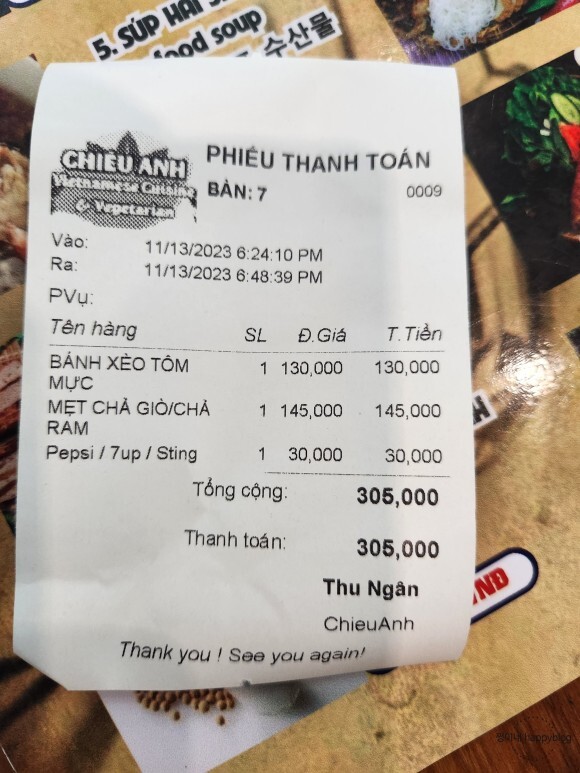 5. SÚP HẢI
food soup
수산물
CHIEU ANH
Vietnamese Cuisine
& Vegetarian
PHIẾU THANH TOÁN
BÀN: 7
0009
Vào: 11/13/2023 6:24:10 PM
Ra: 11/13/2023 6:48:39 PM
PVụ:
Tên hàng SL Đ.Giá T.Tiền
BÁNH XÈO TÔM 1 130,000 130,000
MỰC
MẸT CHẢ GIÒ/CHẢ 1 145,000 145,000
RAM
Pepsi / 7up / Sting 1 30,000 30,000
Tổng cộng: 305,000
Thanh toán: 305,000
Thu Ngân
ChieuAnh
Thank you ! See you again!